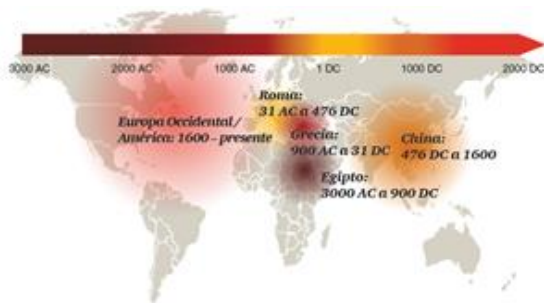 3000 AC 2000 AC 1000 AC 1 DC 1000 DC 2000 DC
Roma:
31 AC a 476 DC
Europa Occidental /
América: 1600 – presente
Grecia:
900 AC a 31 DC
China:
476 DC a 1600
Egipto:
3000 AC a 900 DC